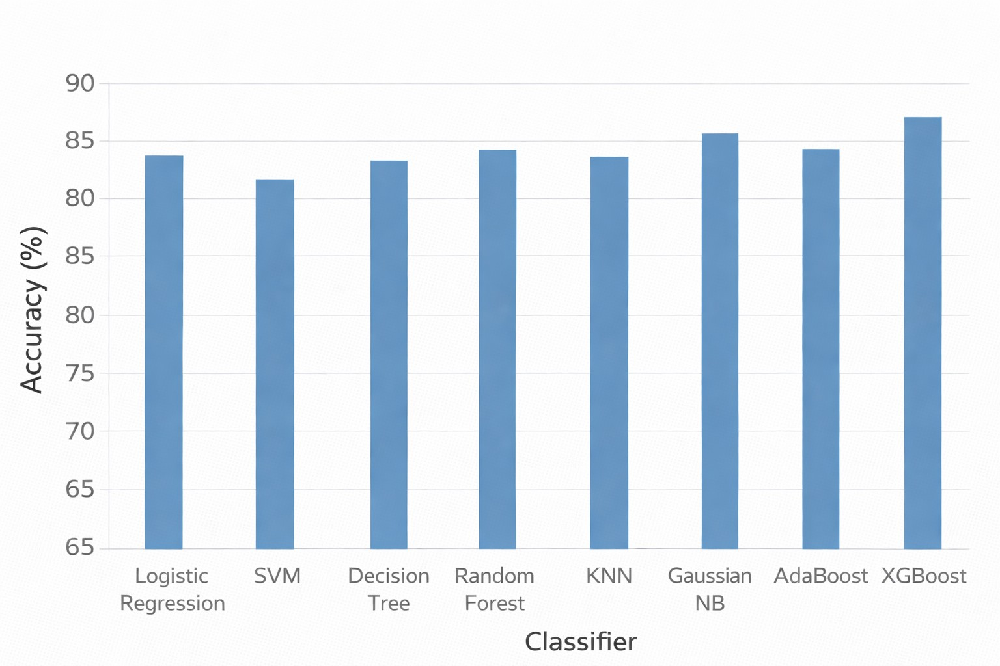 90
85
80
85
80
75
70
65
65
Accuracy (%)
Logistic
Regression
SVM
Decision
Tree
Random
Forest
KNN
Gaussian
NB
AdaBoost
XGBoost
Classifier